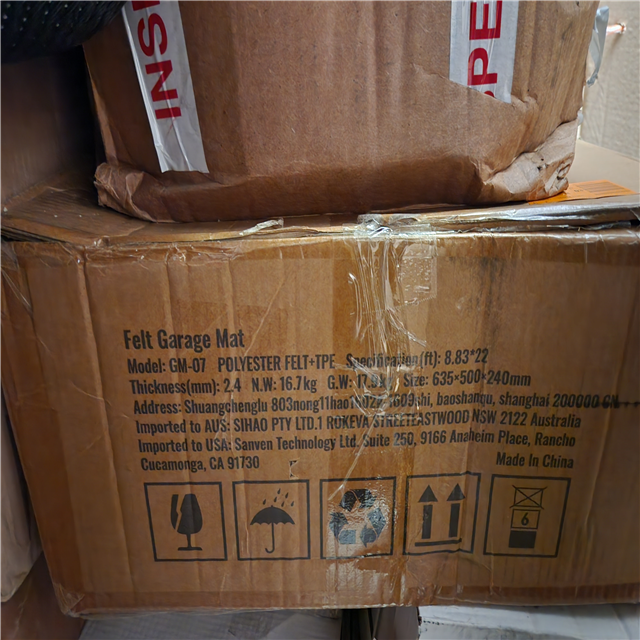 INSP
SPE
Felt Garage Mat
Model: GM-07 POLYESTER FELT+TPE Specification(ft): 8.83*22
Thickness(mm): 2.4 N.W: 16.7kg G.W: Size: 635×500×240mm
Address: Shuangchenglu 803nong11hao baoshanqu, shanghai 200000 CN
Imported to AUS: SIHAO PTY LTD.1 ROKEVA STREETEASTWOOD NSW 2122 Australia
Imported to USA: Sanven Technology Ltd. Suite 250, 9166 Anaheim Place, Rancho
Cucamonga, CA 91730 Made In China
6